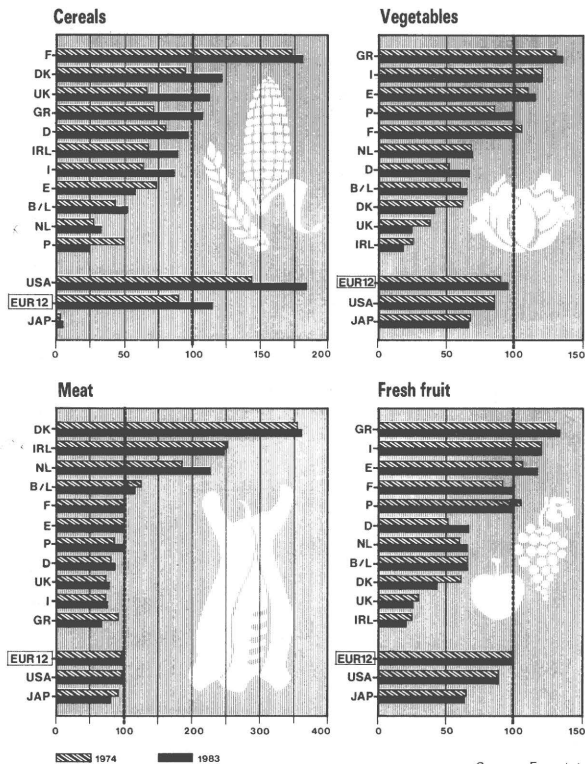 Cereals
F
DK
UK
GR
D
IRL
I
E
B/L
NL
P
USA
EUR12
JAP
0 50 100 150 200
Vegetables
GR
I
E
P
F
NL
D
B/L
DK
UK
IRL
EUR12
USA
JAP
0 50 100 150
Meat
DK
IRL
NL
B/L
F
E
P
D
UK
I
GR
EUR12
USA
JAP
0 100 200 300 400
Fresh fruit
GR
I
E
F
P
D
NL
B/L
DK
UK
IRL
EUR12
USA
JAP
0 50 100 150
1974 1983